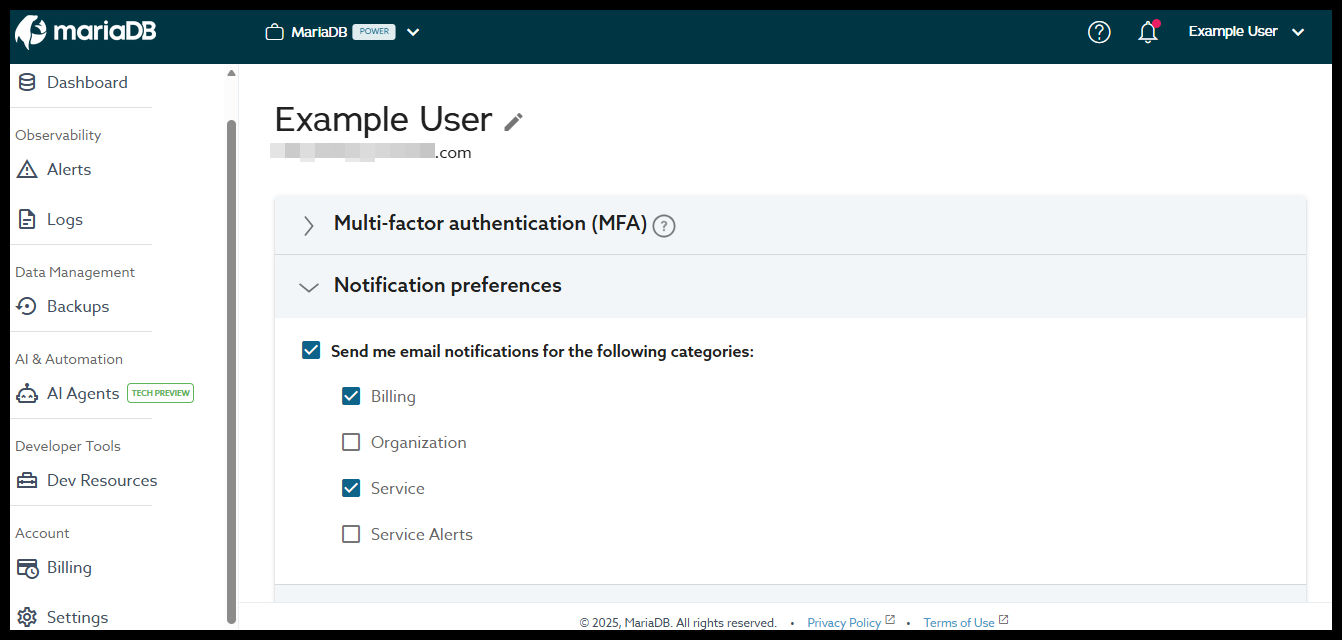 mariaDB
MariaDB POWER
Example User
Dashboard
Observability
Alerts
Logs
Data Management
Backups
AI & Automation
AI Agents TECH PREVIEW
Developer Tools
Dev Resources
Account
Billing
Settings
Example User
.com
Multi-factor authentication (MFA) ?
Notification preferences
Send me email notifications for the following categories:
Billing
Organization
Service
Service Alerts
© 2025, MariaDB. All rights reserved. • Privacy Policy • Terms of Use